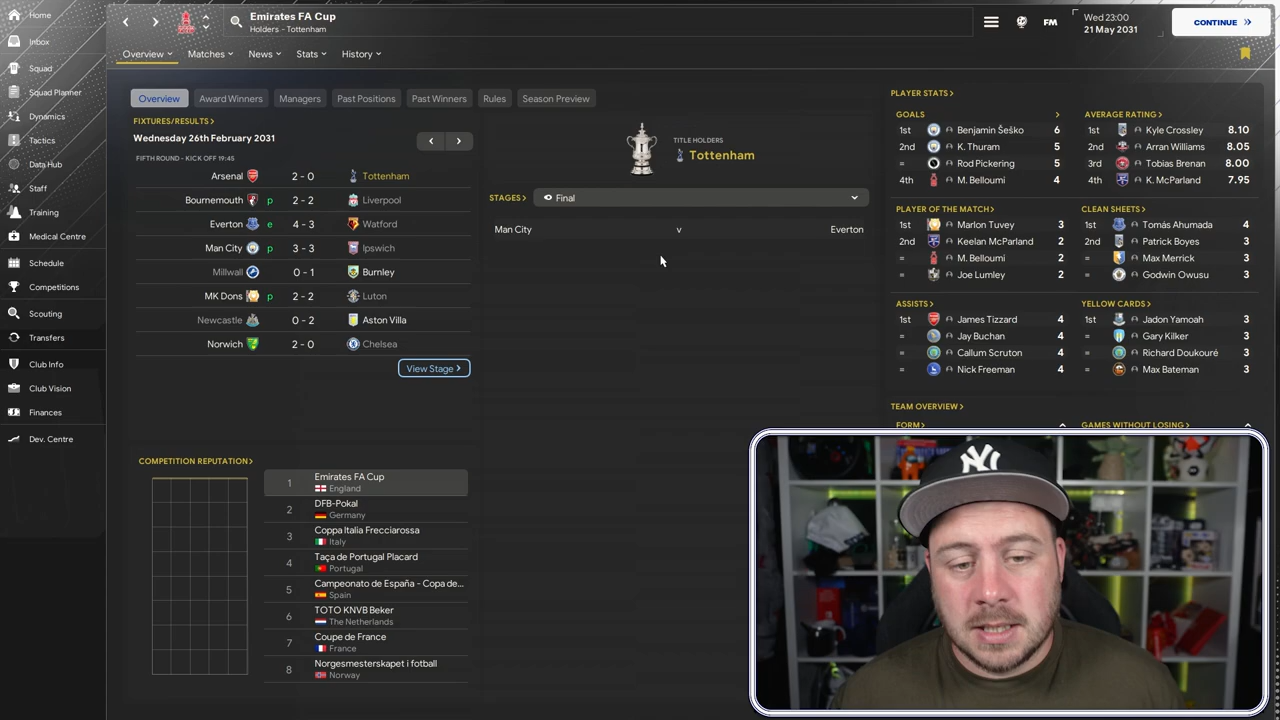 Home
Inbox
Squad
Squad Planner
Dynamics
Tactics
Data Hub
Staff
Training
Medical Centre
Schedule
Competitions
Scouting
Transfers
Club Info
Club Vision
Finances
Dev. Centre
Emirates FA Cup
Holders - Tottenham
FM
Wed 23:00
21 May 2031
CONTINUE
Overview
Matches
News
Stats
History
Overview
Award Winners
Managers
Past Positions
Past Winners
Rules
Season Preview
FIXTURES/RESULTS
Wednesday 26th February 2031
FIFTH ROUND - KICK OFF 19:45
Arsenal 2 - 0 Tottenham
Bournemouth p 2 - 2 Liverpool
Everton e 4 - 3 Watford
Man City p 3 - 3 Ipswich
Millwall 0 - 1 Burnley
MK Dons p 2 - 2 Luton
Newcastle 0 - 2 Aston Villa
Norwich 2 - 0 Chelsea
View Stage
COMPETITION REPUTATION
1 Emirates FA Cup
England
2 DFB-Pokal
Germany
3 Coppa Italia Frecciarossa
Italy
4 Taça de Portugal Placard
Portugal
5 Campeonato de España - Copa de...
Spain
6 TOTO KNVB Beker
The Netherlands
7 Coupe de France
France
8 Norgesmesterskapet i fotball
Norway
TITLE HOLDERS
Tottenham
STAGES
Final
Man City v Everton
PLAYER STATS
GOALS
1st Benjamin Šeško 6
2nd K. Thuram 5
= Rod Pickering 5
4th M. Belloumi 4
AVERAGE RATING
1st Kyle Crossley 8.10
2nd Arran Williams 8.05
3rd Tobias Brenan 8.00
4th K. McParland 7.95
PLAYER OF THE MATCH
1st Marlon Tuvey 3
2nd Keelan McParland 2
= M. Belloumi 2
= Joe Lumley 2
CLEAN SHEETS
1st Tomás Ahumada 4
2nd Patrick Boyes 3
= Max Merrick 3
= Godwin Owusu 3
ASSISTS
1st James Tizzard 4
= Jay Buchan 4
= Callum Scruton 4
= Nick Freeman 4
YELLOW CARDS
1st Jadon Yamoah 3
= Gary Kilker 3
= Richard Doukouré 3
= Max Bateman 3
TEAM OVERVIEW
FORM
GAMES WITHOUT LOSING
NY